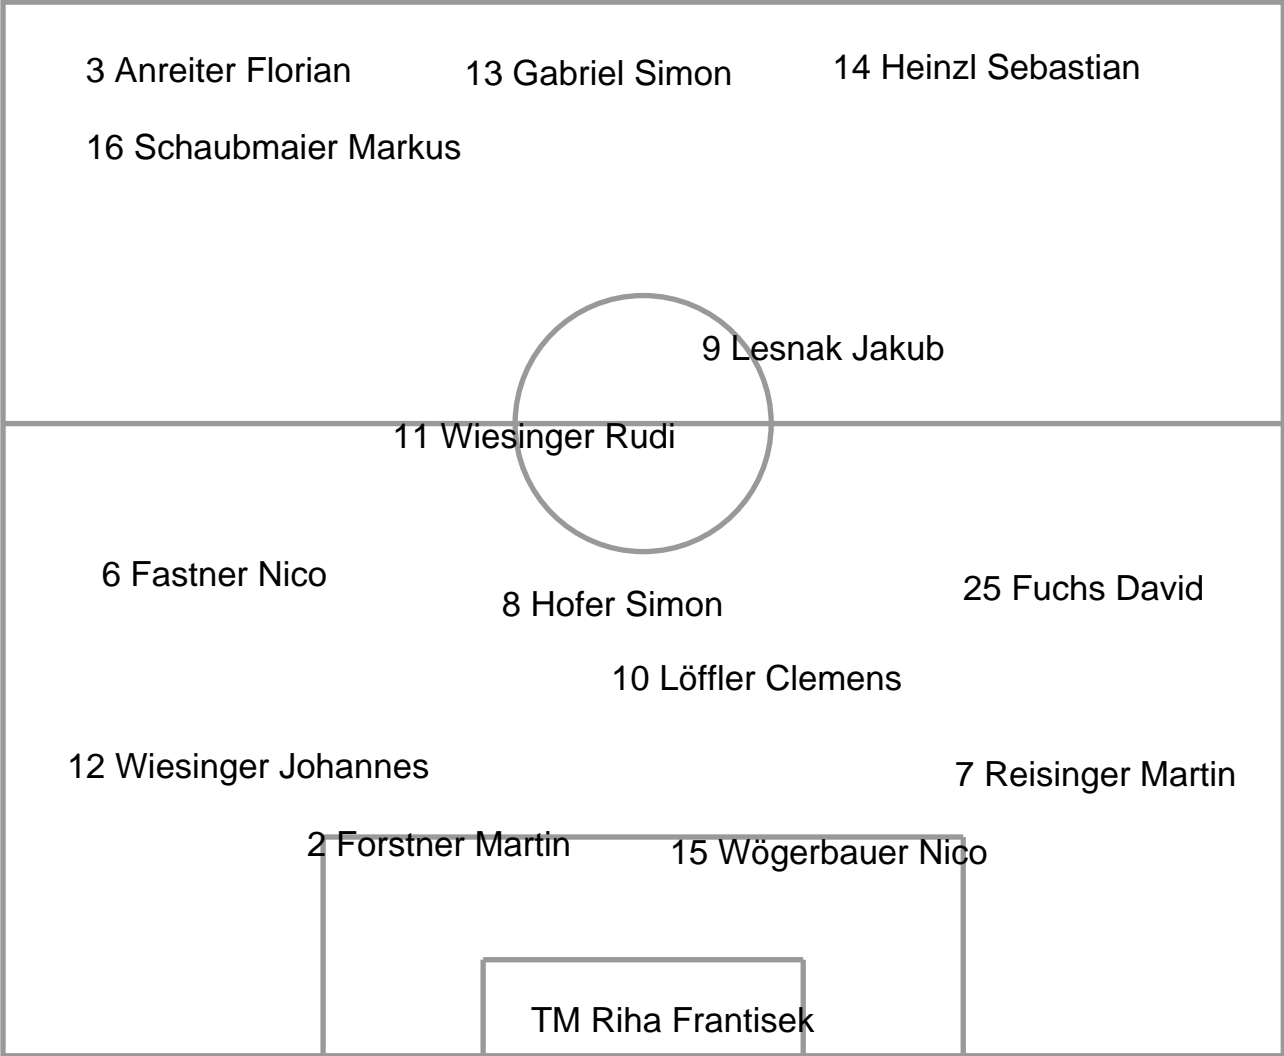 3 Anreiter Florian
13 Gabriel Simon
14 Heinzl Sebastian
16 Schaubmaier Markus
9 Lesnak Jakub
11 Wiesinger Rudi
6 Fastner Nico
8 Hofer Simon
25 Fuchs David
10 Löffler Clemens
12 Wiesinger Johannes
7 Reisinger Martin
2 Forstner Martin
15 Wögerbauer Nico
TM Riha Frantisek